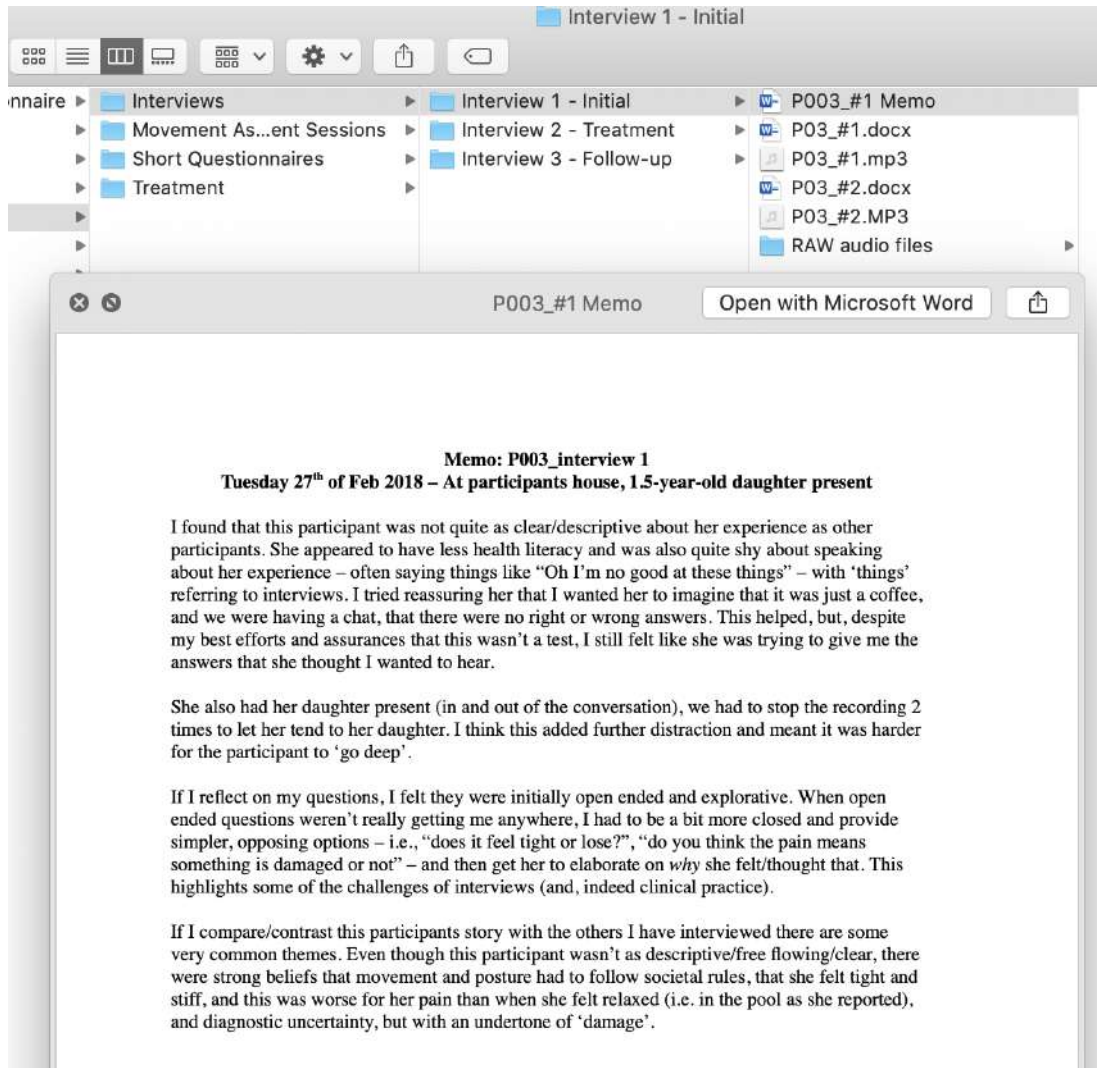 Interview 1 - Initial
nnaire
Interviews
Movement As...ent Sessions
Short Questionnaires
Treatment
Interview 1 - Initial
Interview 2 - Treatment
Interview 3 - Follow-up
P003_#1 Memo
P03_#1.docx
P03_#1.mp3
P03_#2.docx
P03_#2.MP3
RAW audio files
P003_#1 Memo
Open with Microsoft Word
Memo: P003_interview 1
Tuesday 27th of Feb 2018 – At participants house, 1.5-year-old daughter present
I found that this participant was not quite as clear/descriptive about her experience as other
participants. She appeared to have less health literacy and was also quite shy about speaking
about her experience – often saying things like “Oh I’m no good at these things” – with ‘things’
referring to interviews. I tried reassuring her that I wanted her to imagine that it was just a coffee,
and we were having a chat, that there were no right or wrong answers. This helped, but, despite
my best efforts and assurances that this wasn’t a test, I still felt like she was trying to give me the
answers that she thought I wanted to hear.
She also had her daughter present (in and out of the conversation), we had to stop the recording 2
times to let her tend to her daughter. I think this added further distraction and meant it was harder
for the participant to ‘go deep’.
If I reflect on my questions, I felt they were initially open ended and explorative. When open
ended questions weren’t really getting me anywhere, I had to be a bit more closed and provide
simpler, opposing options – i.e., “does it feel tight or lose?”, “do you think the pain means
something is damaged or not” – and then get her to elaborate on why she felt/thought that. This
highlights some of the challenges of interviews (and, indeed clinical practice).
If I compare/contrast this participants story with the others I have interviewed there are some
very common themes. Even though this participant wasn’t as descriptive/free flowing/clear, there
were strong beliefs that movement and posture had to follow societal rules, that she felt tight and
stiff, and this was worse for her pain than when she felt relaxed (i.e. in the pool as she reported),
and diagnostic uncertainty, but with an undertone of ‘damage’.